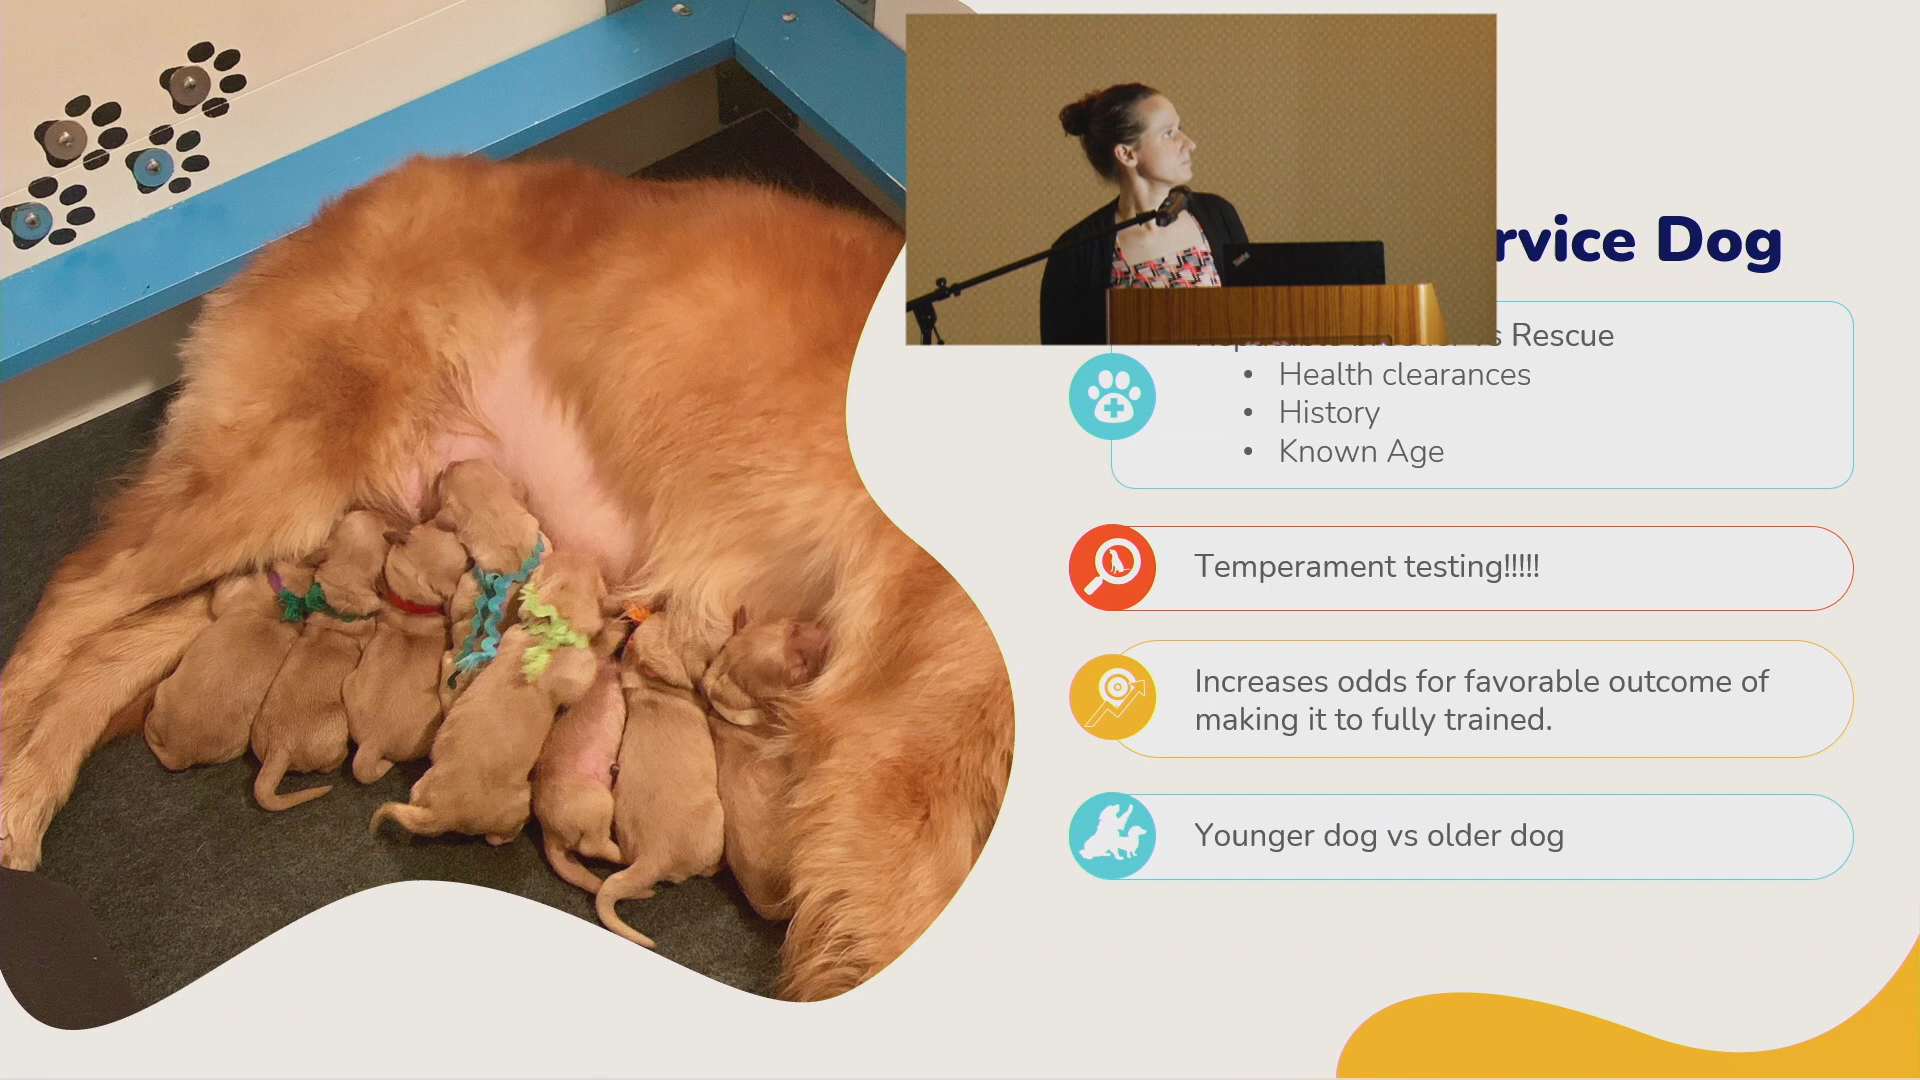 rvice Dog
vs Rescue
• Health clearances
• History
• Known Age
Temperament testing!!!!!
Increases odds for favorable outcome of
making it to fully trained.
Younger dog vs older dog